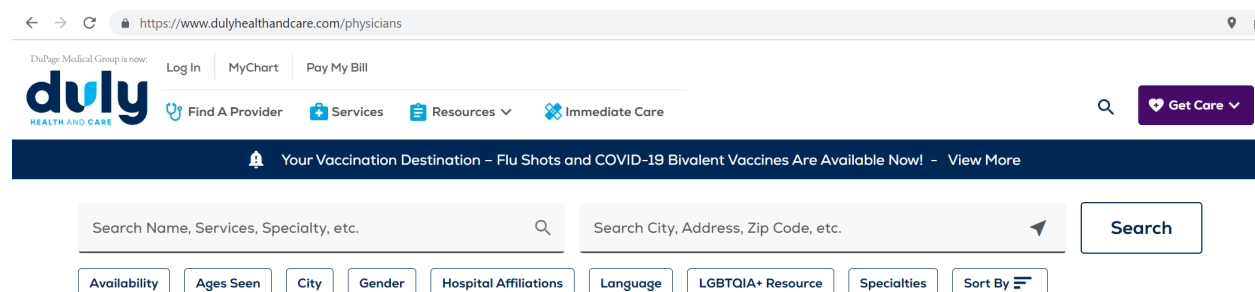 https://www.dulyhealthandcare.com/physicians
DuPage Medical Group is now:
duly
HEALTH AND CARE
Log In MyChart Pay My Bill
Find A Provider Services Resources Immediate Care
Get Care
Your Vaccination Destination – Flu Shots and COVID-19 Bivalent Vaccines Are Available Now! - View More
Search Name, Services, Specialty, etc. Search City, Address, Zip Code, etc. Search
Availability Ages Seen City Gender Hospital Affiliations Language LGBTQIA+ Resource Specialties Sort By